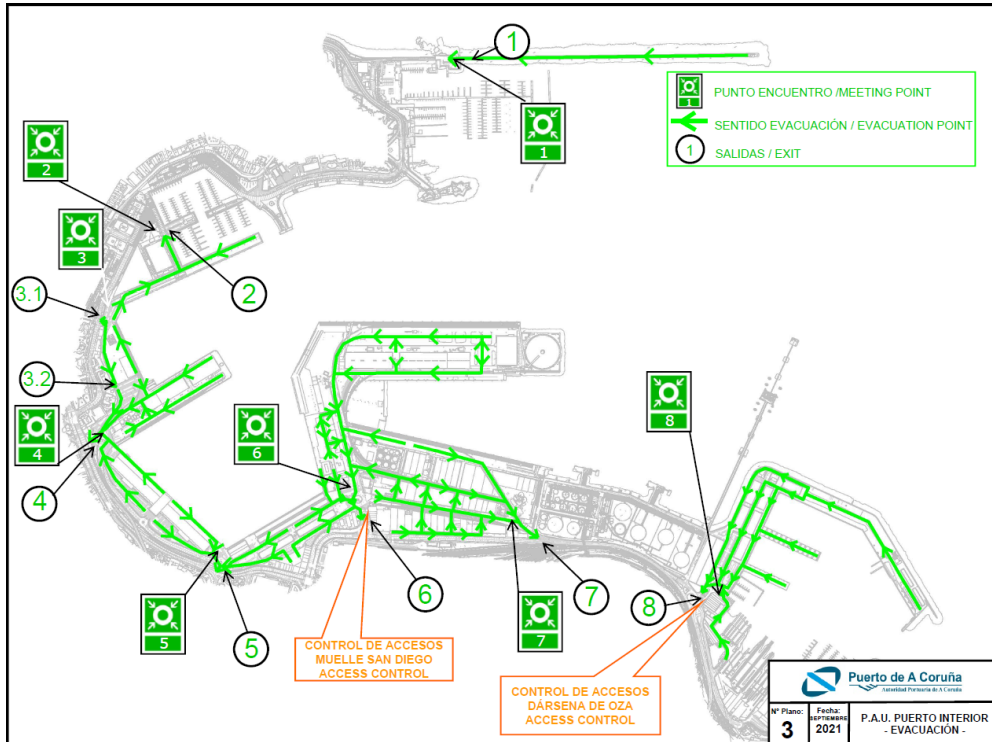 1
1
1
PUNTO ENCUENTRO /MEETING POINT
SENTIDO EVACUACIÓN / EVACUATION POINT
1
SALIDAS / EXIT
2
3
2
3.1
3.2
4
4
5
5
6
6
CONTROL DE ACCESOS
MUELLE SAN DIEGO
ACCESS CONTROL
7
7
8
8
CONTROL DE ACCESOS
DÁRSENA DE OZA
ACCESS CONTROL
Puerto de A Coruña
Autoridad Portuaria de A Coruña
Nº Plano:
3
Fecha:
SEPTIEMBRE
2021
P.A.U. PUERTO INTERIOR
- EVACUACIÓN -